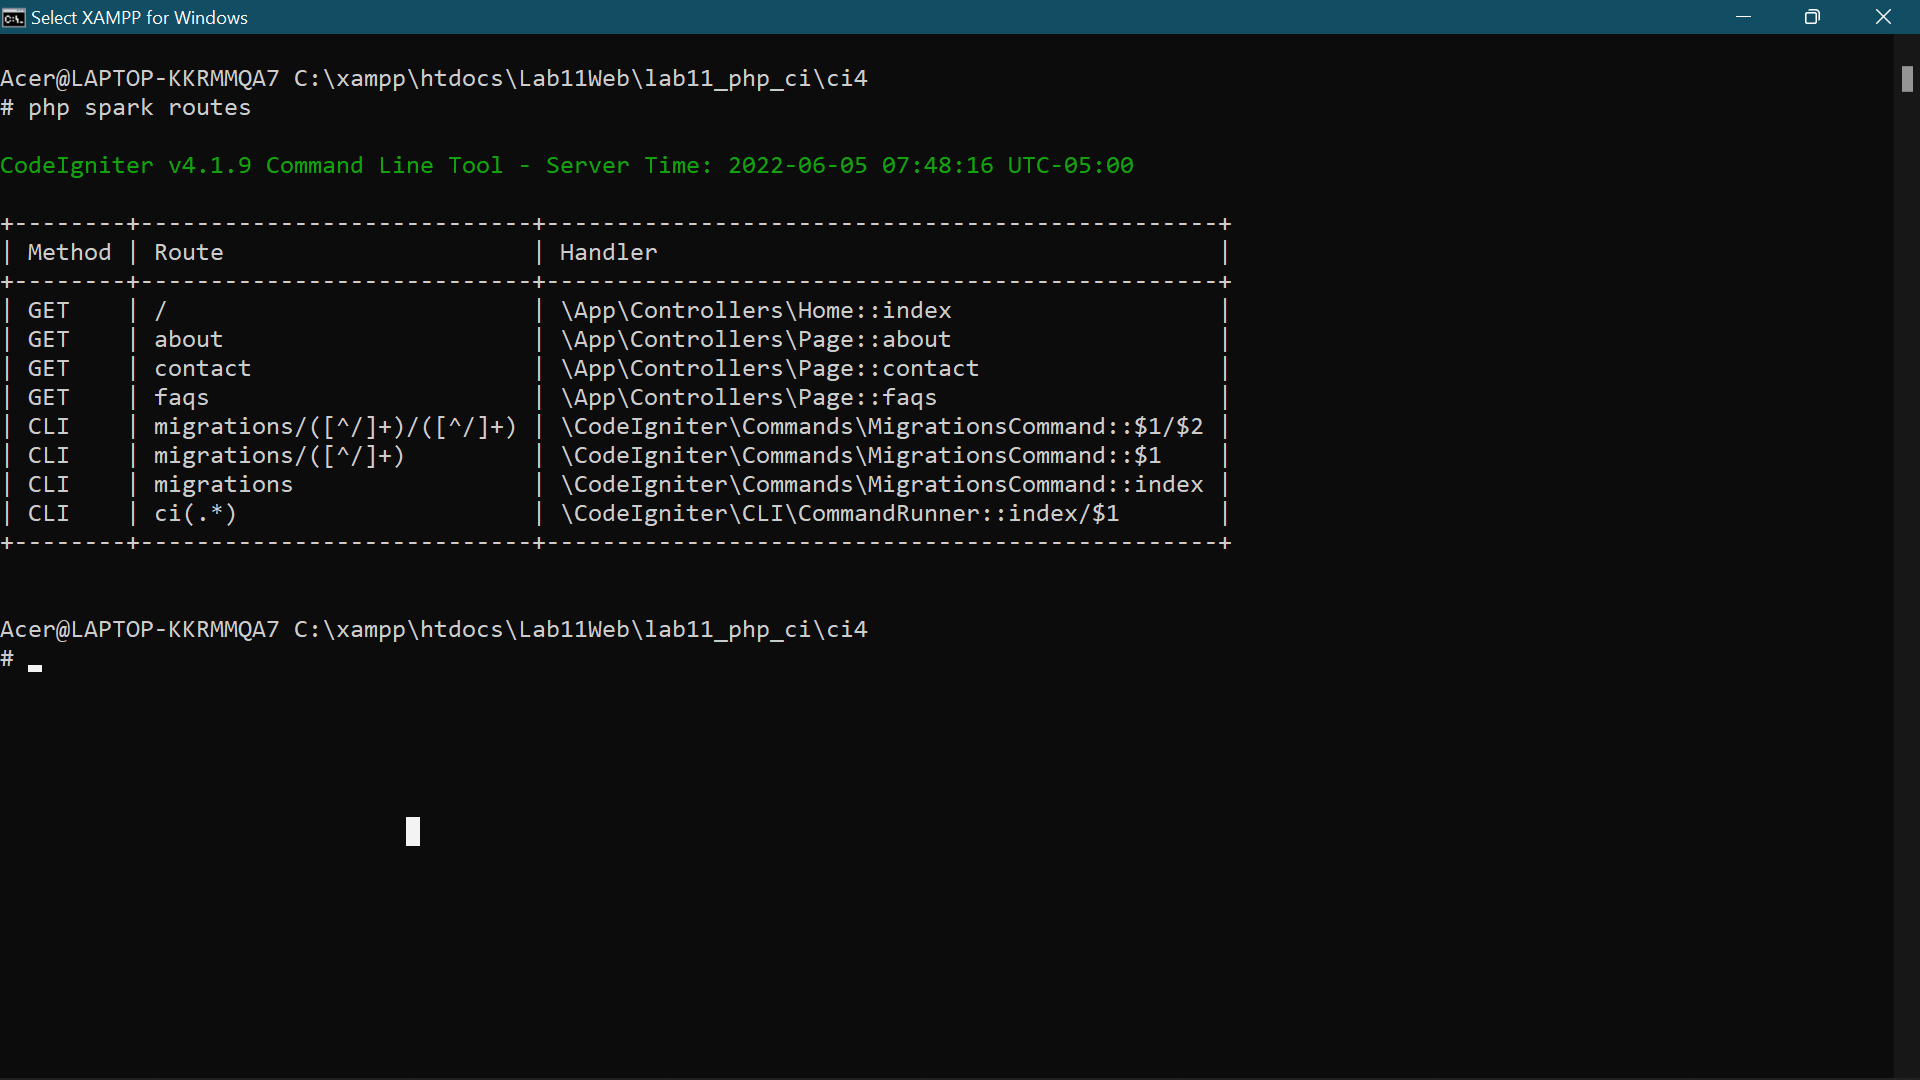 Select XAMPP for Windows
Acer@LAPTOP-KKRMMQA7 C:\xampp\htdocs\Lab11Web\lab11_php_ci\ci4
# php spark routes
CodeIgniter v4.1.9 Command Line Tool - Server Time: 2022-06-05 07:48:16 UTC-05:00
+--------+----------------------------+------------------------------------------------+
| Method | Route                      | Handler                                        |
+--------+----------------------------+------------------------------------------------+
| GET    | /                          | \App\Controllers\Home::index                   |
| GET    | about                      | \App\Controllers\Page::about                   |
| GET    | contact                    | \App\Controllers\Page::contact                 |
| GET    | faqs                       | \App\Controllers\Page::faqs                    |
| CLI    | migrations/([^/]+)/([^/]+) | \CodeIgniter\Commands\MigrationsCommand::$1/$2 |
| CLI    | migrations/([^/]+)         | \CodeIgniter\Commands\MigrationsCommand::$1    |
| CLI    | migrations                 | \CodeIgniter\Commands\MigrationsCommand::index |
| CLI    | ci(.*)                     | \CodeIgniter\CLI\CommandRunner::index/$1       |
+--------+----------------------------+------------------------------------------------+
Acer@LAPTOP-KKRMMQA7 C:\xampp\htdocs\Lab11Web\lab11_php_ci\ci4
#